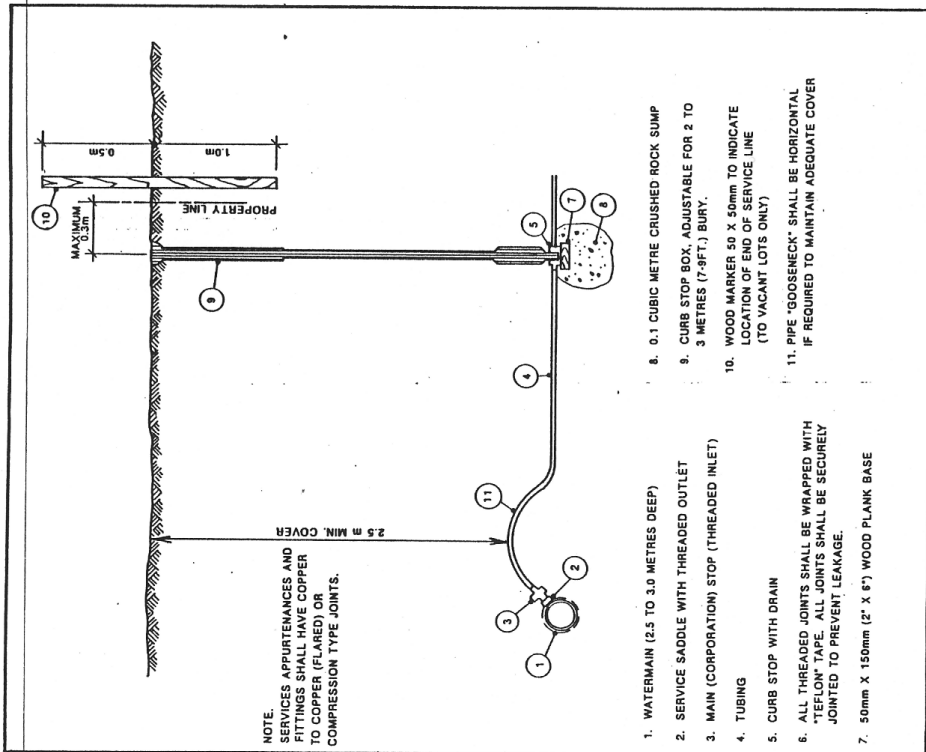 NOTE.
SERVICES APPURTENANCES AND
FITTINGS SHALL HAVE COPPER
TO COPPER (FLARED) OR
COMPRESSION TYPE JOINTS.
2.5 m MIN. COVER
MAXIMUM
0.3m
PROPERTY LINE
0.5m
1.0m
1
2
3
11
4
9
10
5
7
8
1. WATERMAIN (2.5 TO 3.0 METRES DEEP)
2. SERVICE SADDLE WITH THREADED OUTLET
3. MAIN (CORPORATION) STOP (THREADED INLET)
4. TUBING
5. CURB STOP WITH DRAIN
6. ALL THREADED JOINTS SHALL BE WRAPPED WITH
"TEFLON" TAPE. ALL JOINTS SHALL BE SECURELY
JOINTED TO PREVENT LEAKAGE.
7. 50mm X 150mm (2" X 6") WOOD PLANK BASE
8. 0.1 CUBIC METRE CRUSHED ROCK SUMP
9. CURB STOP BOX, ADJUSTABLE FOR 2 TO
3 METRES (7-9FT.) BURY.
10. WOOD MARKER 50 X 50mm TO INDICATE
LOCATION OF END OF SERVICE LINE
(TO VACANT LOTS ONLY)
11. PIPE "GOOSENECK" SHALL BE HORIZONTAL
IF REQUIRED TO MAINTAIN ADEQUATE COVER